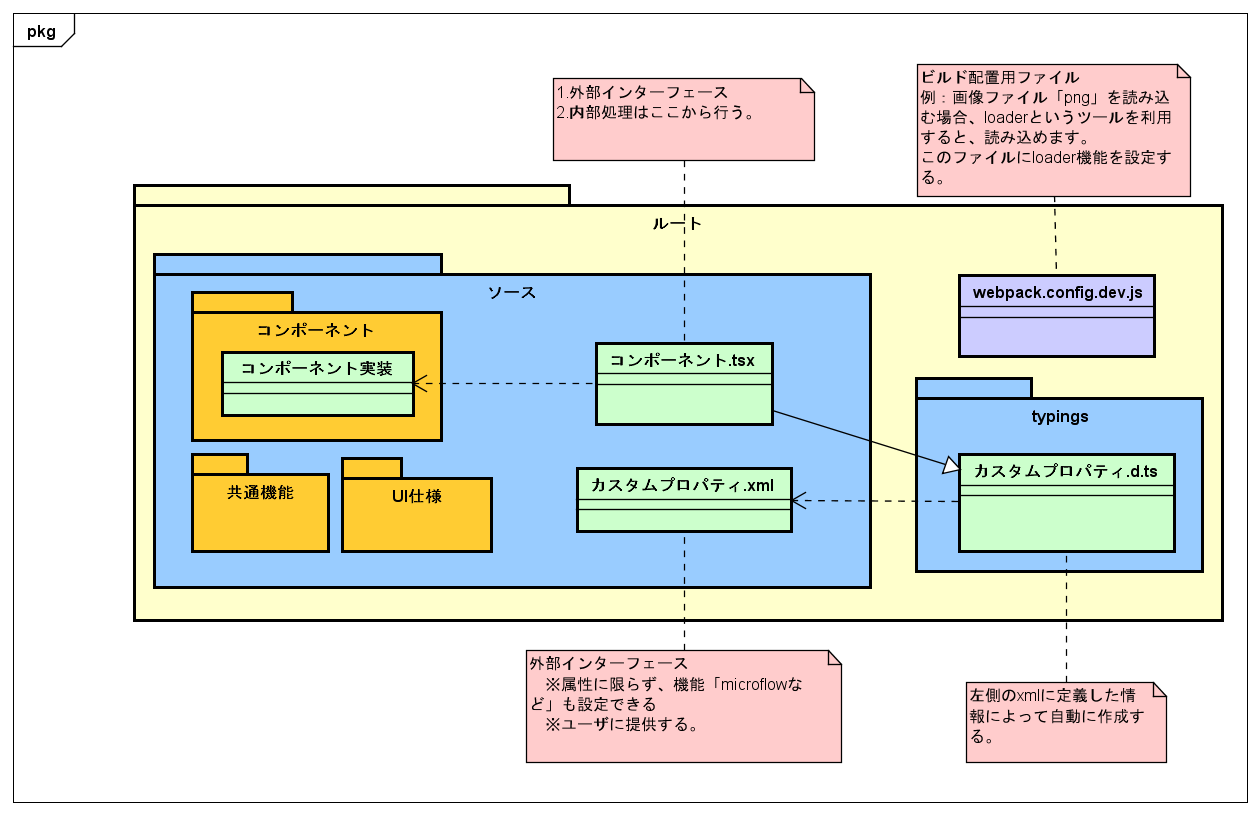 pkg
1.外部インターフェース
2.内部処理はここから行う。
ビルド配置用ファイル
例：画像ファイル「png」を読み込
む場合、loaderというツールを利用
すると、読み込めます。
このファイルにloader機能を設定す
る。
ルート
ソース
webpack.config.dev.js
コンポーネント
コンポーネント実装
コンポーネント.tsx
typings
カスタムプロパティ.d.ts
カスタムプロパティ.xml
共通機能
UI仕様
外部インターフェース
　※属性に限らず、機能「microflowな
ど」も設定できる
　※ユーザに提供する。
左側のxmlに定義した情
報によって自動に作成す
る。